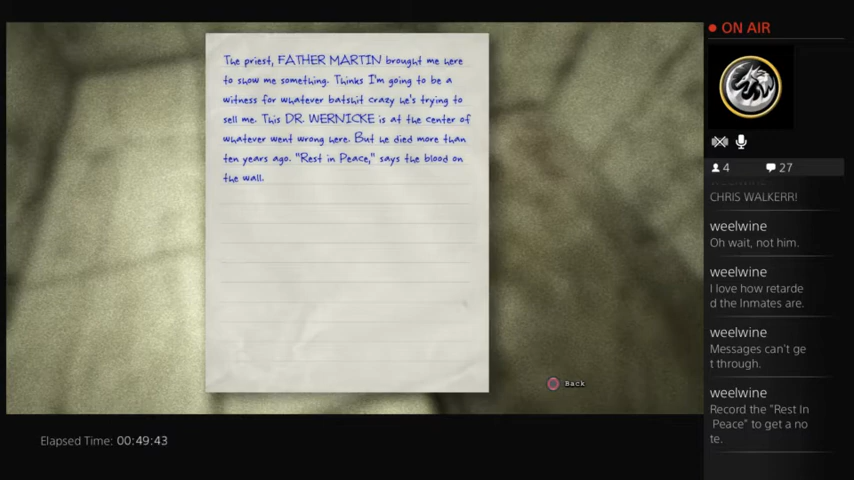 The priest, FATHER MARTIN brought me here
to show me something. Thinks I'm going to be a
witness for whatever batshit crazy he's trying to
sell me. This DR. WERNICKE is at the center of
whatever went wrong here. But he died more than
ten years ago. "Rest in Peace," says the blood on
the wall.
Back
Elapsed Time: 00:49:43
ON AIR
4
27
weelwine
CHRIS WALKERR!
weelwine
Oh wait, not him.
weelwine
I love how retarde
d the Inmates are.
weelwine
Messages can't ge
t through.
weelwine
Record the "Rest In
Peace" to get a no
te.